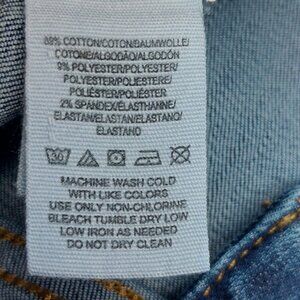 89% COTTON/COTON/BAUMWOLLE/
COTONE/ALGODÃO/ALGODÓN
9% POLYESTER/POLYESTER/
POLYESTER/POLIESTERE/
POLIÉSTER/POLIÉSTER
2% SPANDEX/ÉLASTHANNE/
ELASTAN/ELASTAN/ELASTANO/
ELASTANO
30
MACHINE WASH COLD
WITH LIKE COLORS
USE ONLY NON-CHLORINE
BLEACH TUMBLE DRY LOW
LOW IRON AS NEEDED
DO NOT DRY CLEAN